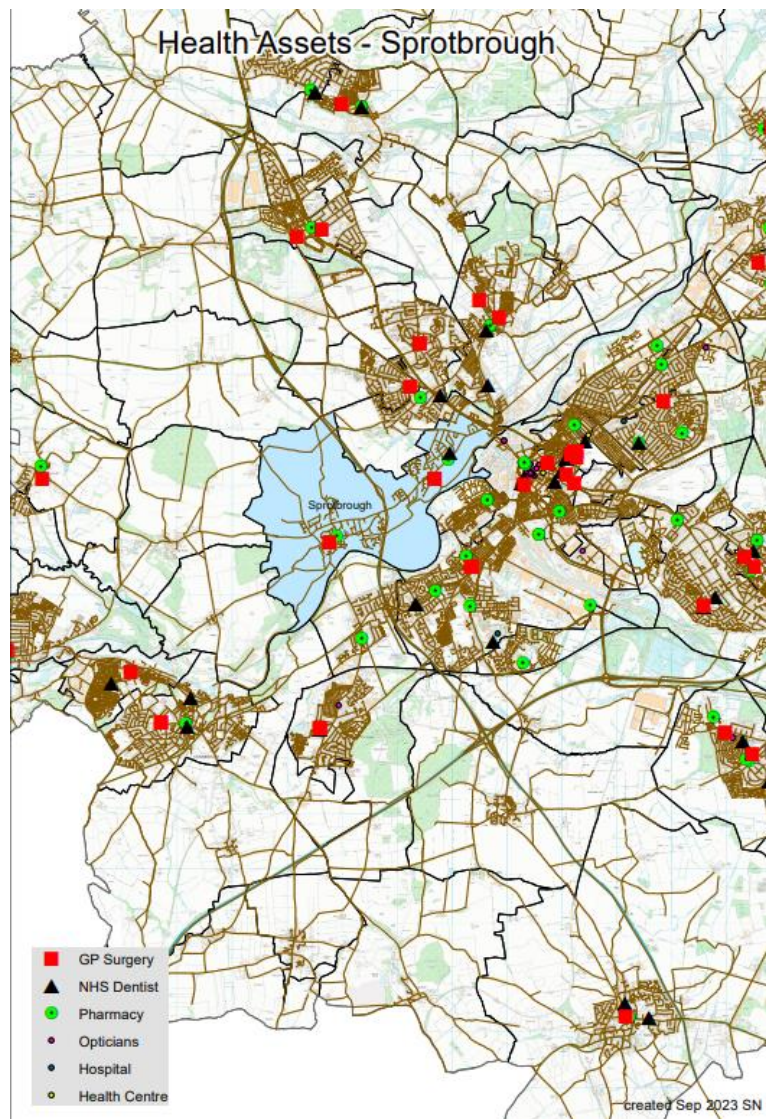 Health Assets - Sprotbrough
Sprotbrough
GP Surgery
NHS Dentist
Pharmacy
Opticians
Hospital
Health Centre
created Sep 2023 SN